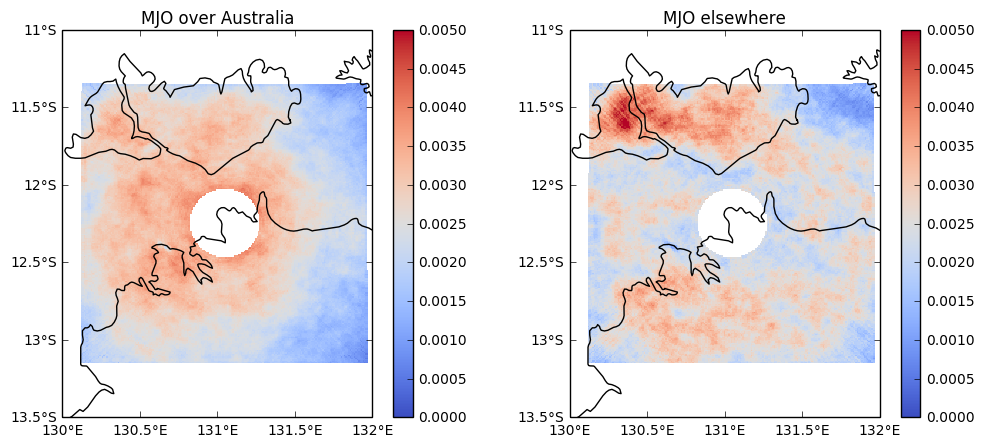 MJO over Australia
11°S
11.5°S
12°S
12.5°S
13°S
13.5°S
130°E
130.5°E
131°E
131.5°E
132°E
0.0050
0.0045
0.0040
0.0035
0.0030
0.0025
0.0020
0.0015
0.0010
0.0005
0.0000
MJO elsewhere
11°S
11.5°S
12°S
12.5°S
13°S
13.5°S
130°E
130.5°E
131°E
131.5°E
132°E
0.0050
0.0045
0.0040
0.0035
0.0030
0.0025
0.0020
0.0015
0.0010
0.0005
0.0000